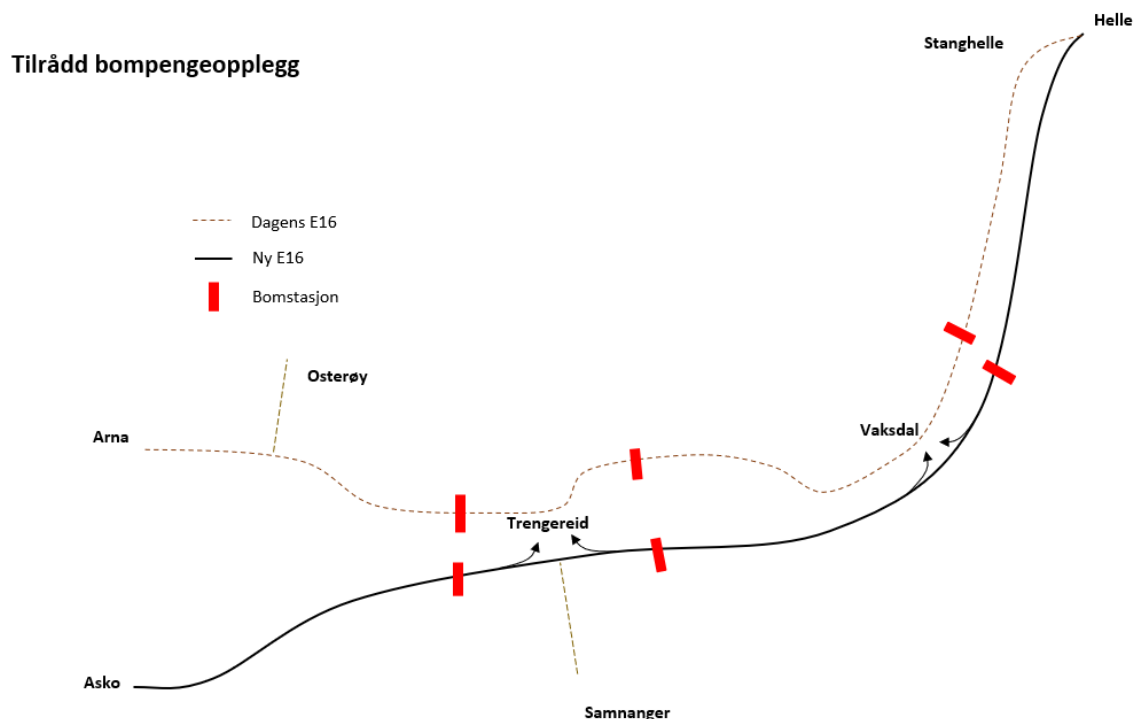 Helle
Stanghelle
Tilrådd bompengeopplegg
Dagens E16
Ny E16
Bomstasjon
Osterøy
Arna
Vaksdal
Trengereid
Asko
Samnanger